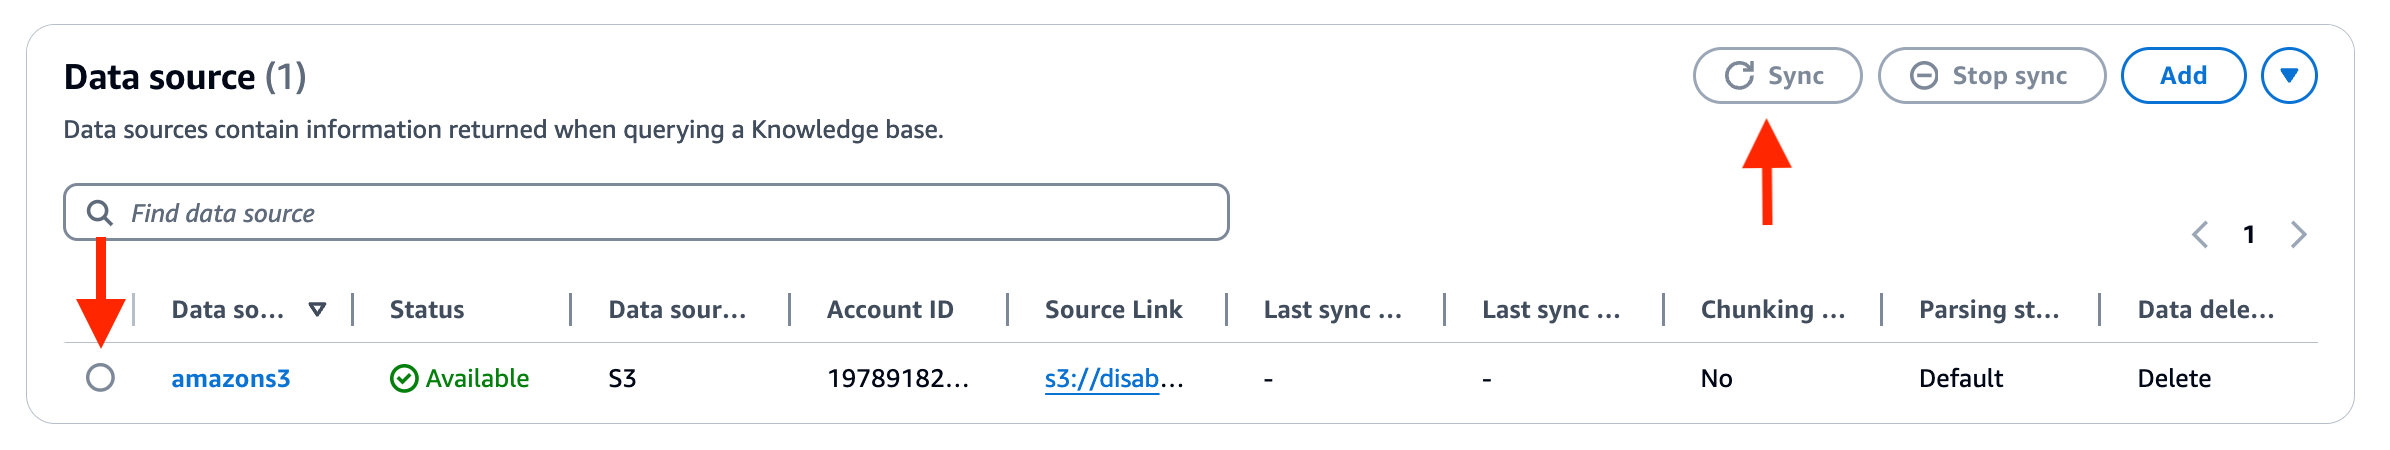 Data source (1)
Sync
Stop sync
Add
Data sources contain information returned when querying a Knowledge base.
Find data source
1
Data so... Status Data sour... Account ID Source Link Last sync ... Last sync ... Chunking ... Parsing st... Data dele...
amazons3 Available S3 19789182... s3://disab... - - No Default Delete